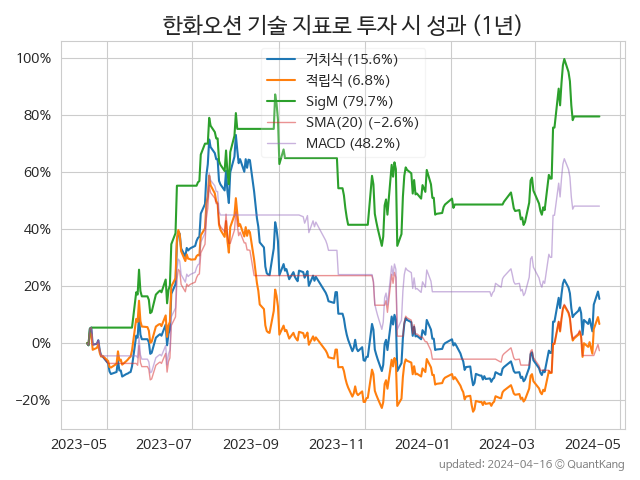 한화오션 기술 지표로 투자 시 성과 (1년)
거치식 (15.6%)
적립식 (6.8%)
SigM (79.7%)
SMA(20) (−2.6%)
MACD (48.2%)
100%
80%
60%
40%
20%
0%
−20%
2023-05
2023-07
2023-09
2023-11
2024-01
2024-03
2024-05
updated: 2024-04-16 © QuantKang